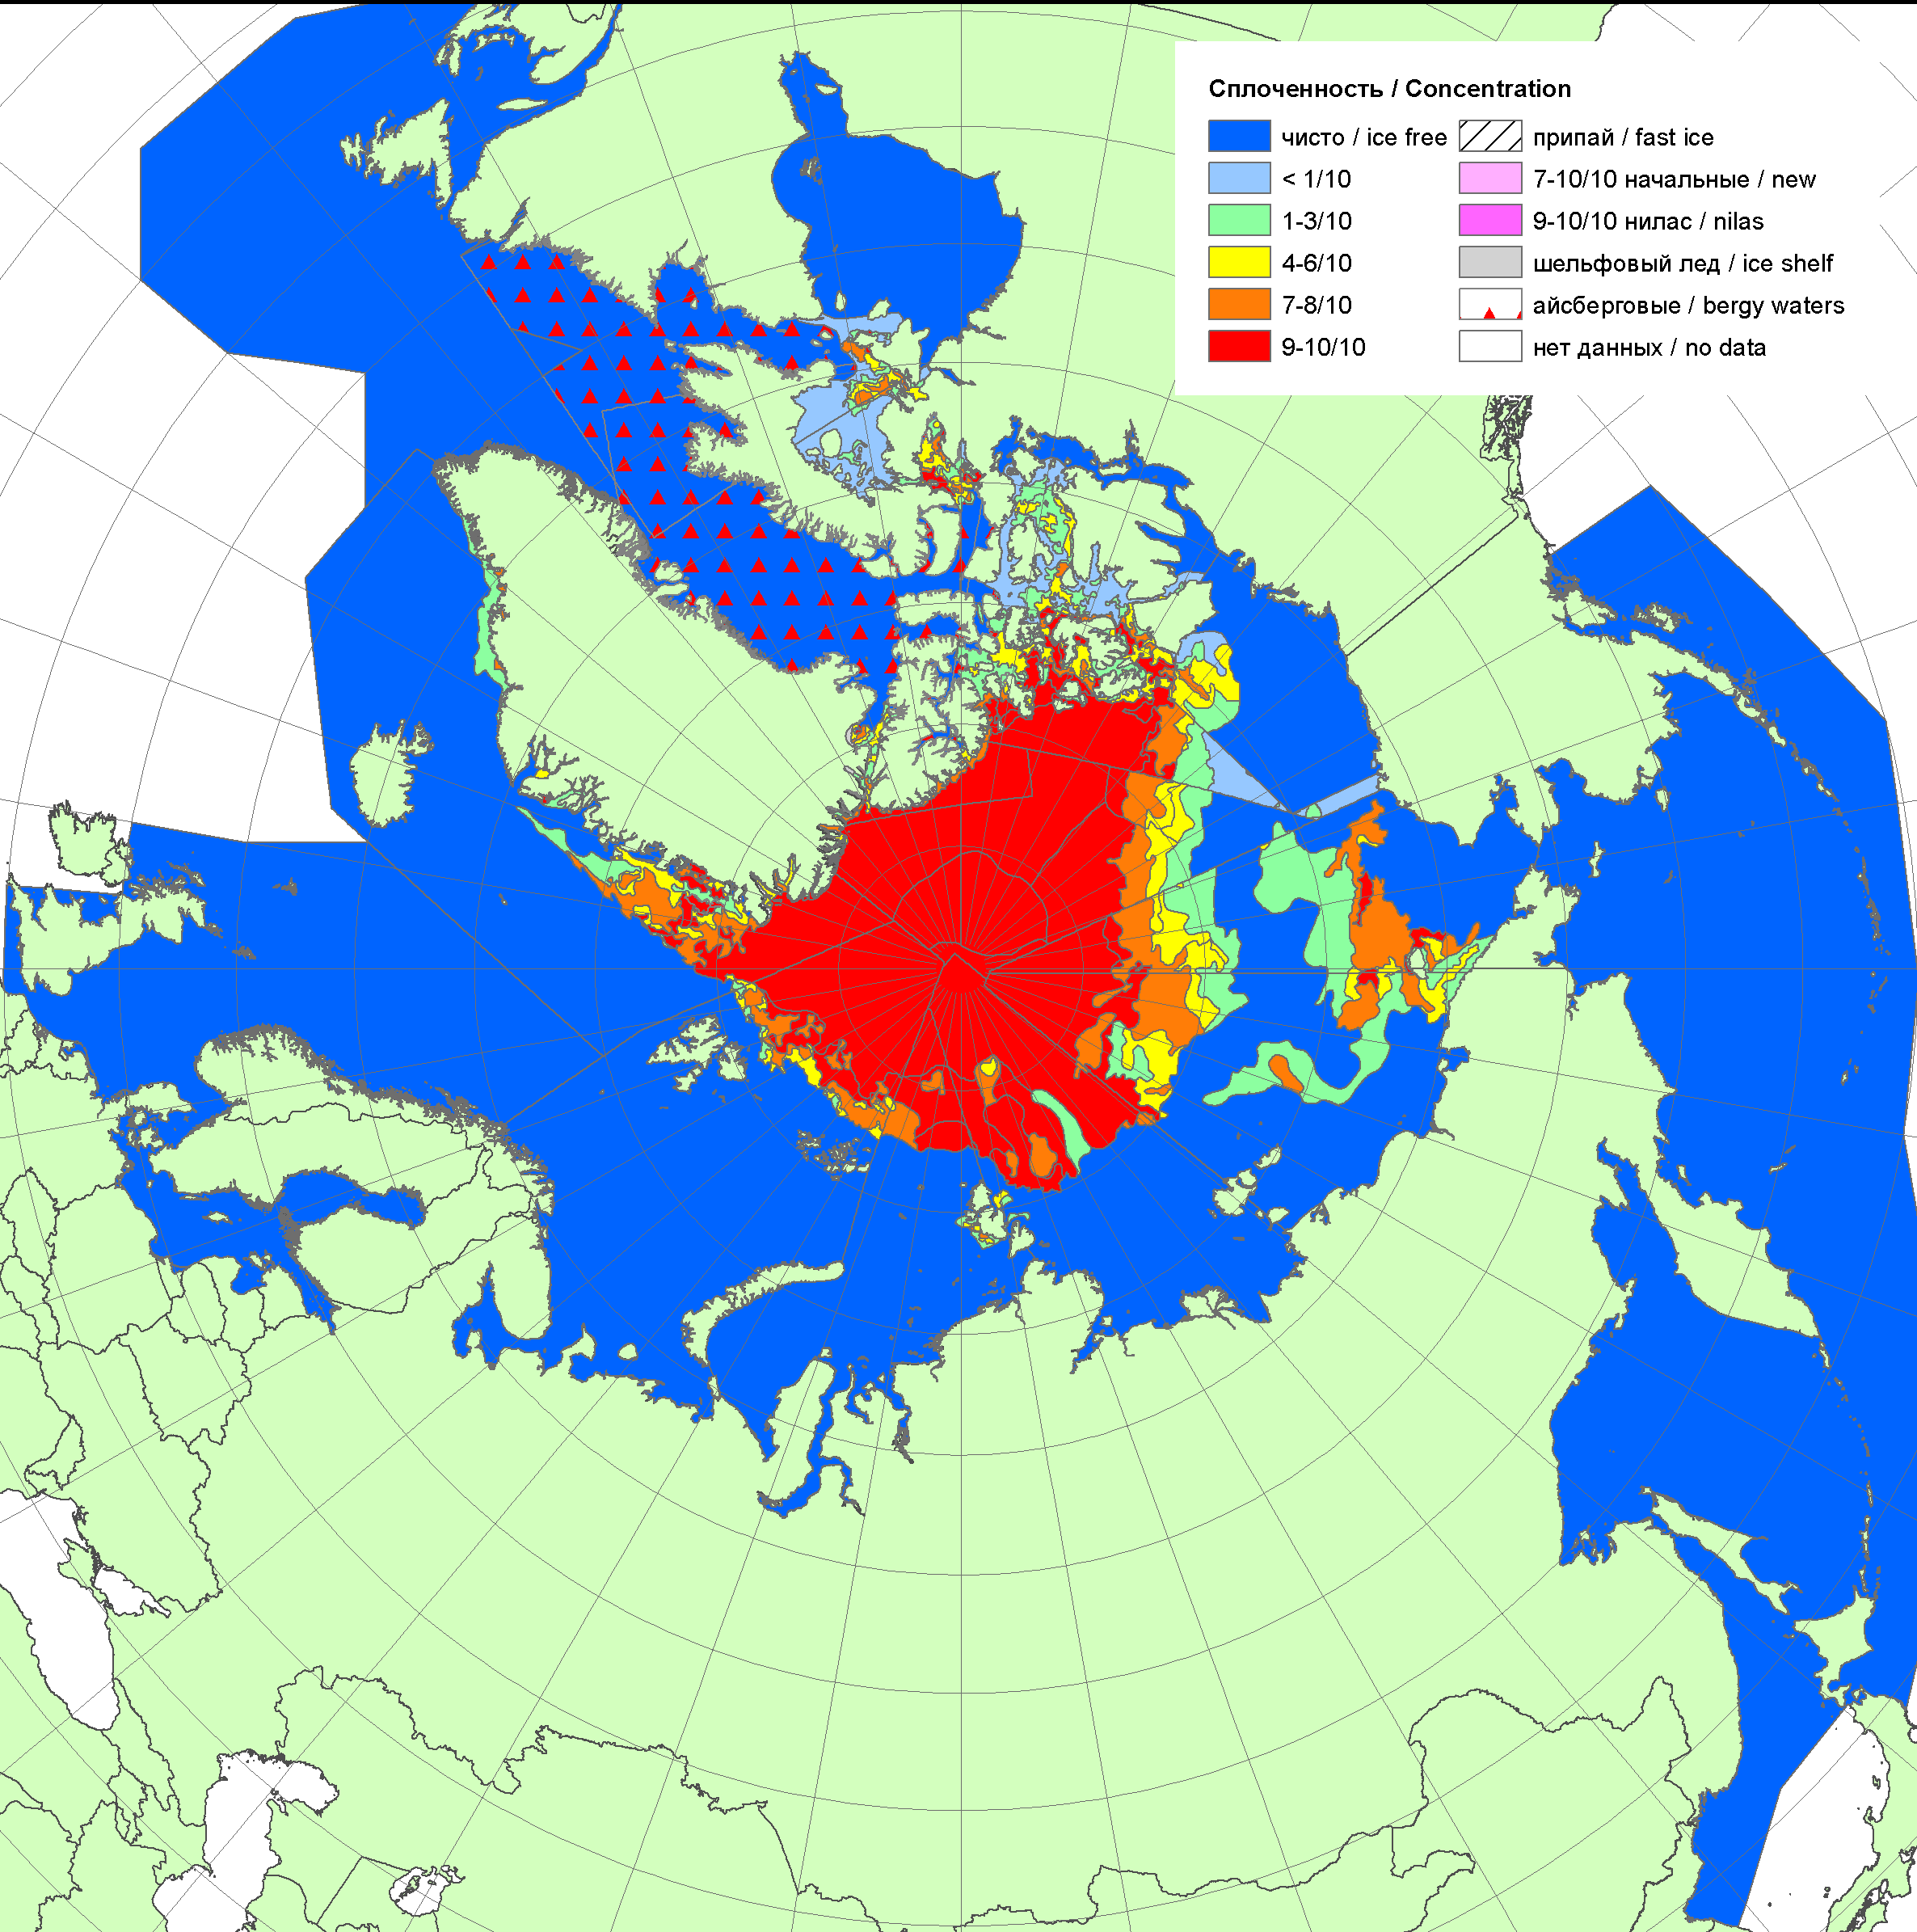 Сплоченность / Concentration
чисто / ice free
< 1/10
1-3/10
4-6/10
7-8/10
9-10/10
припай / fast ice
7-10/10 начальные / new
9-10/10 нилас / nilas
шельфовый лед / ice shelf
айсберговые / bergy waters
нет данных / no data